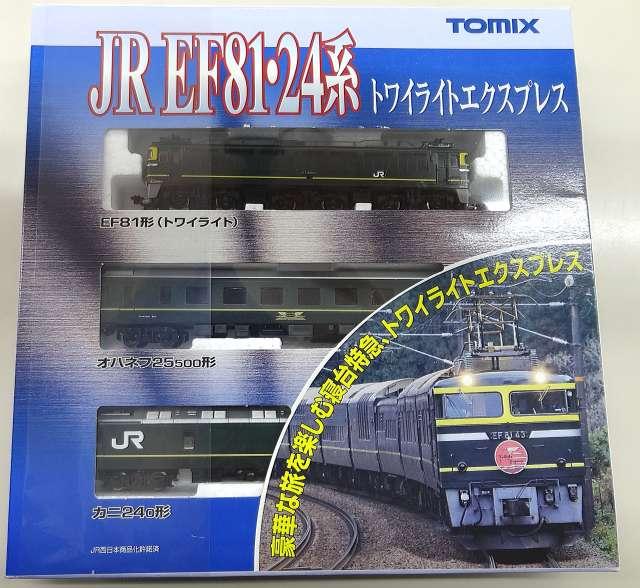 TOMIX
JR EF81・24系
トワイライトエクスプレス
JR
EF81形(トワイライト)
オハネフ25500形
JR
カニ24 0形
豪華な旅を楽しむ寝台特急、トワイライトエクスプレス
EF 81 43
JR西日本商品化許諾済